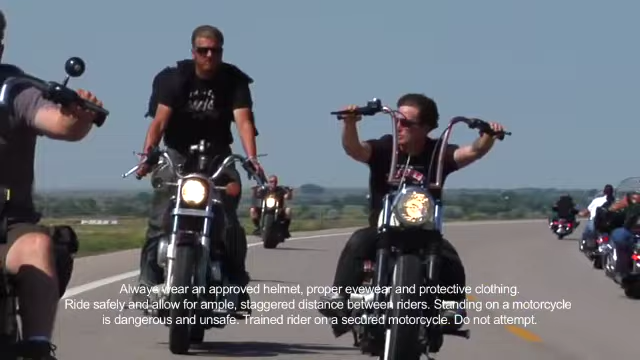 Always wear an approved helmet, proper eyewear and protective clothing.
Ride safely and allow for ample, staggered distance between riders. Standing on a motorcycle
is dangerous and unsafe. Trained rider on a secured motorcycle. Do not attempt.